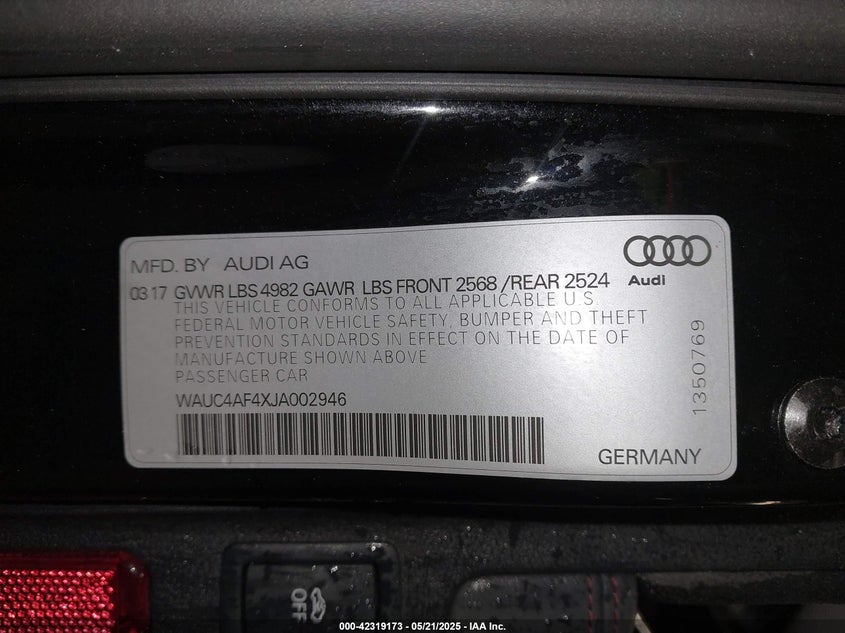 MFD. BY AUDI AG
Audi
03 17 GVWR LBS 4982 GAWR LBS FRONT 2568 /REAR 2524
THIS VEHICLE CONFORMS TO ALL APPLICABLE U.S.
FEDERAL MOTOR VEHICLE SAFETY, BUMPER AND THEFT
PREVENTION STANDARDS IN EFFECT ON THE DATE OF
MANUFACTURE SHOWN ABOVE
PASSENGER CAR
WAUC4AF4XJA002946
1350769
GERMANY
OFF
000-42319173 - 05/21/2025 - IAA Inc.